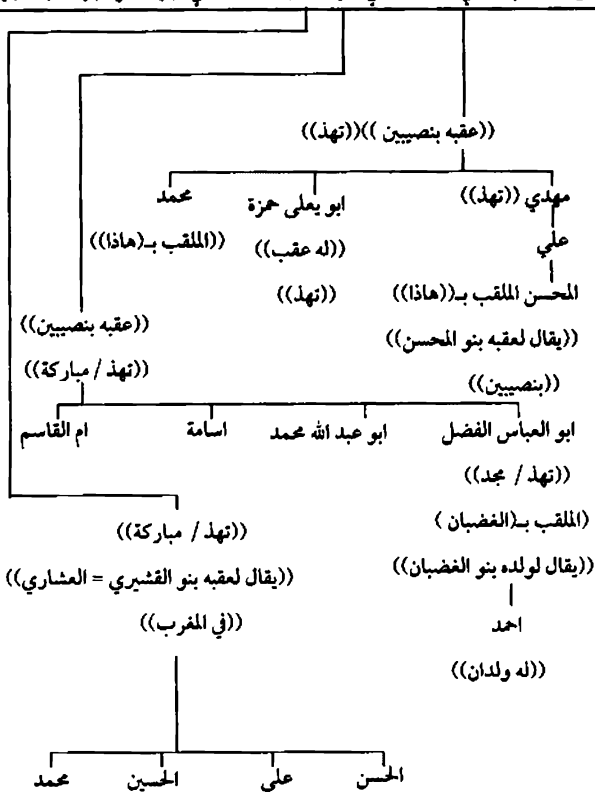 ((عقبه بنصيبين ))((تهذ))
مهدي ((تهذ))
ابو يعلى حمزة
محمد
علي
((له عقب))
((الملقب بـ(هاذا))
المحسن الملقب بـ((هاذا))
((تهذ))
((يقال لعقبه بنو المحسن))
((بنصيبين))
((عقبه بنصيبين))
((تهذ / مباركة))
ابو العباس الفضل
ابو عبد الله محمد
اسامة
ام القاسم
((تهذ / مجد))
(الملقب بـ(الغضبان )
((يقال لولده بنو الغضبان))
احمد
((له ولدان))
((تهذ / مباركة))
((يقال لعقبه بنو القشيري = العشاري))
((في المغرب))
الحسن
علي
الحسين
محمد